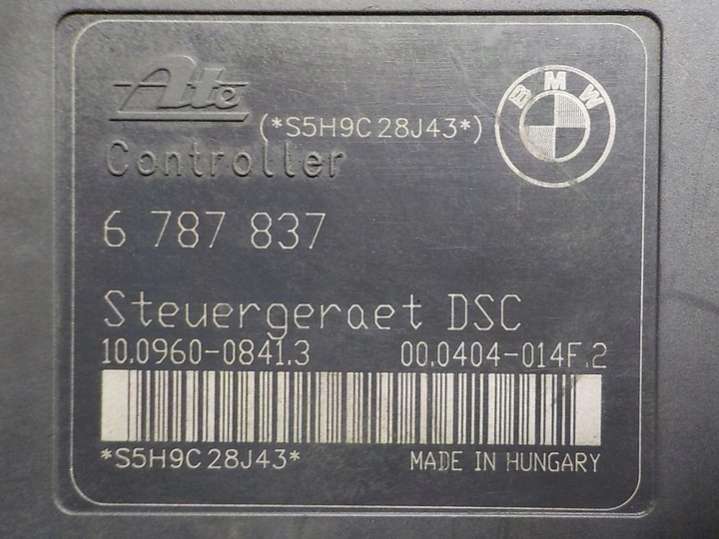 Ate
BMW
(*S5H9C28J43*)
Controller
6 787 837
Steuergeraet DSC
10.0960-0841.3 00.0404-014F.2
*S5H9C28J43* MADE IN HUNGARY